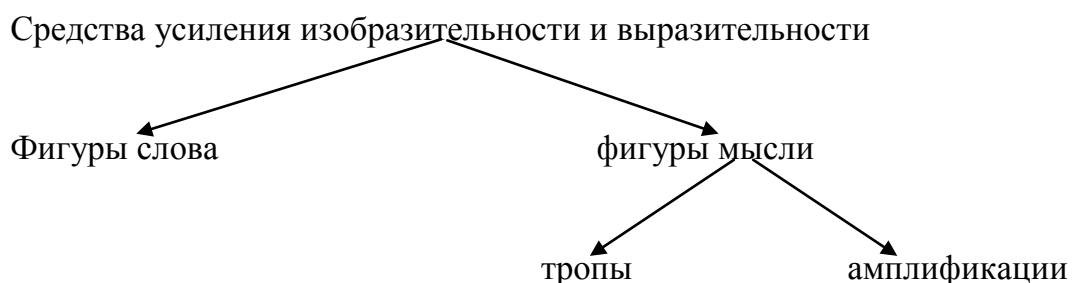 Средства усиления изобразительности и выразительности
Фигуры слова фигуры мысли
тропы амплификации